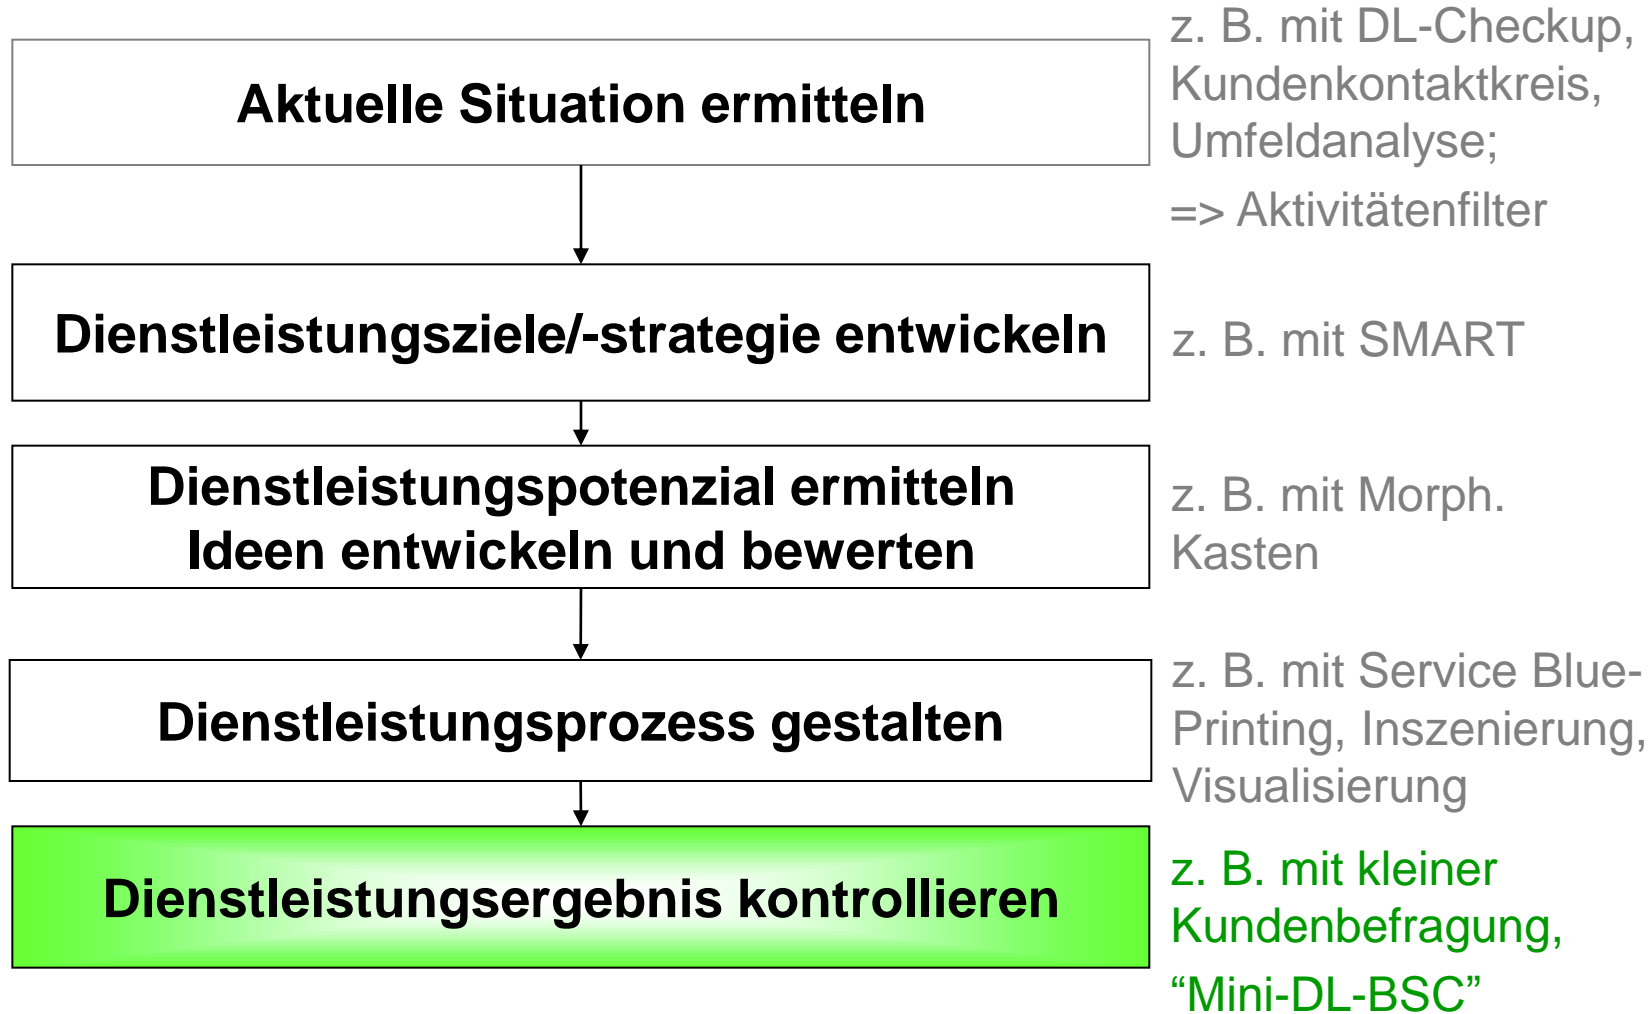 Aktuelle Situation ermitteln
z. B. mit DL-Checkup,
Kundenkontaktkreis,
Umfeldanalyse;
=> Aktivitätenfilter
Dienstleistungsziele/-strategie entwickeln
z. B. mit SMART
Dienstleistungspotenzial ermitteln
Ideen entwickeln und bewerten
z. B. mit Morph.
Kasten
Dienstleistungsprozess gestalten
z. B. mit Service Blue-
Printing, Inszenierung,
Visualisierung
Dienstleistungsergebnis kontrollieren
z. B. mit kleiner
Kundenbefragung,
“Mini-DL-BSC”